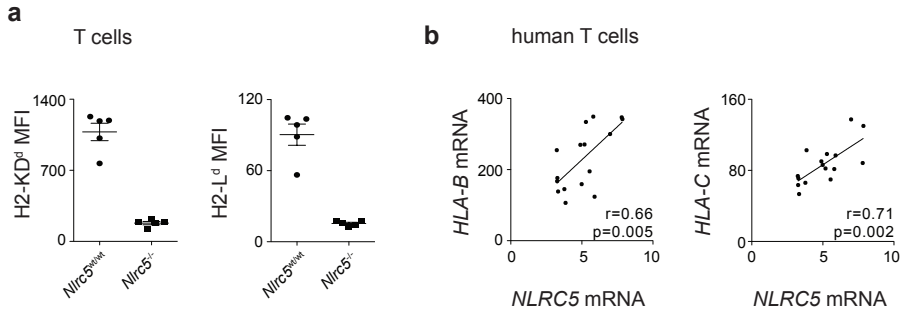 a
T cells
H2-KDᵈ MFI
1400
700
0
Nlrc5ʷᵗ/ʷᵗ
Nlrc5⁻/⁻
H2-Lᵈ MFI
120
60
0
Nlrc5ʷᵗ/ʷᵗ
Nlrc5⁻/⁻
b
human T cells
HLA-B mRNA
400
200
0
0
5
10
r=0.66
p=0.005
NLRC5 mRNA
HLA-C mRNA
160
80
0
0
5
10
r=0.71
p=0.002
NLRC5 mRNA